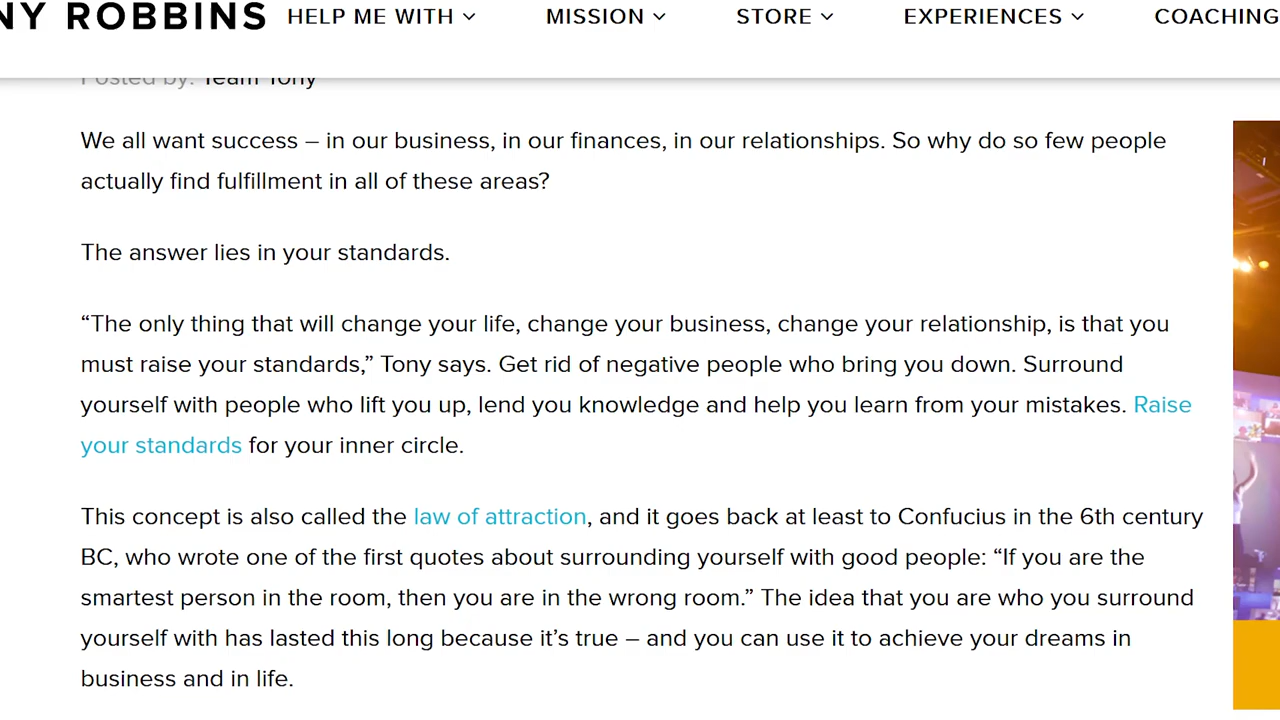 NY ROBBINS HELP ME WITH MISSION STORE EXPERIENCES COACHING
Posted by: Team Tony
We all want success – in our business, in our finances, in our relationships. So why do so few people
actually find fulfillment in all of these areas?
The answer lies in your standards.
“The only thing that will change your life, change your business, change your relationship, is that you
must raise your standards,” Tony says. Get rid of negative people who bring you down. Surround
yourself with people who lift you up, lend you knowledge and help you learn from your mistakes. Raise
your standards for your inner circle.
This concept is also called the law of attraction, and it goes back at least to Confucius in the 6th century
BC, who wrote one of the first quotes about surrounding yourself with good people: “If you are the
smartest person in the room, then you are in the wrong room.” The idea that you are who you surround
yourself with has lasted this long because it’s true – and you can use it to achieve your dreams in
business and in life.